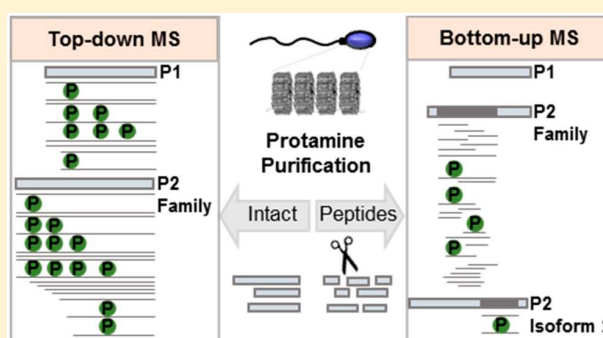 Top-down MS
P1
P
P P
P P P
P
P2
P Family
P P
P P P
P P P P
P
P
Protamine
Purification
Intact Peptides
Bottom-up MS
P1
P2
Family
P
P
P
P
P2
P Isoform